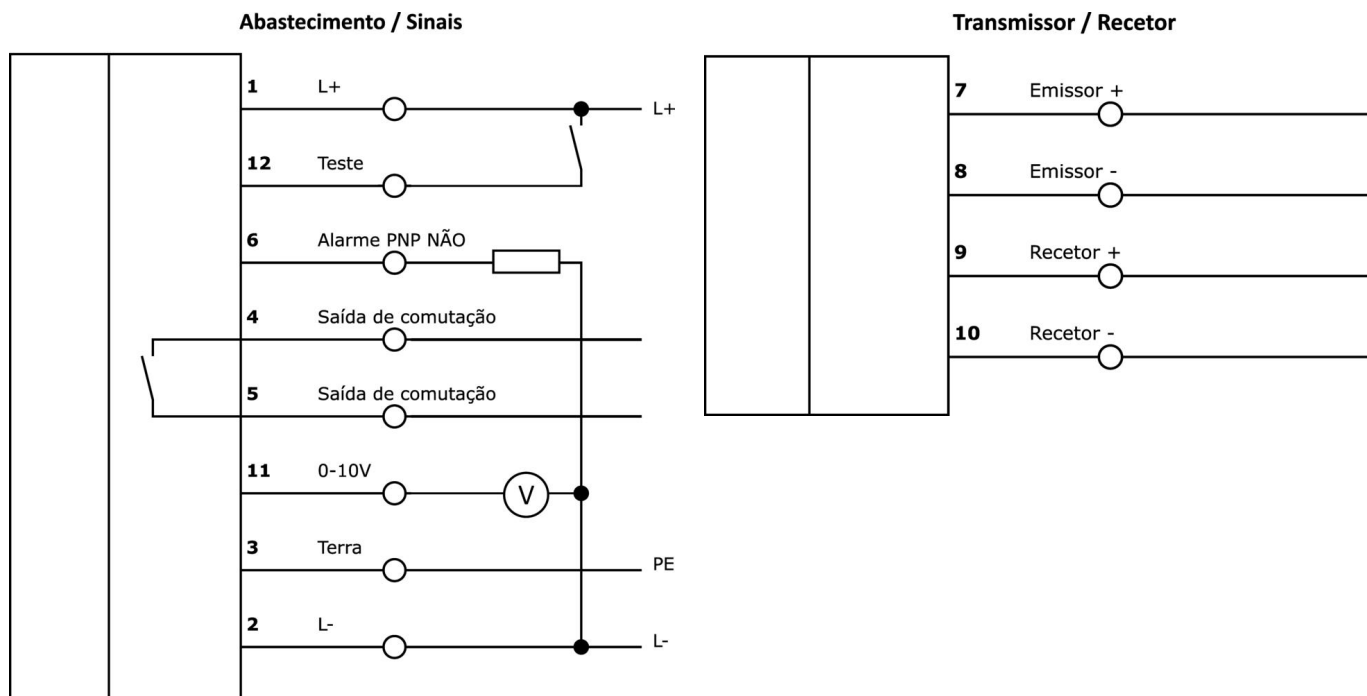 Abastecimento / Sinais
1 L+
L+
12 Teste
6 Alarme PNP NÃO
4 Saída de comutação
5 Saída de comutação
11 0-10V
V
3 Terra
PE
2 L-
L-
Transmissor / Recetor
7 Emissor +
8 Emissor -
9 Recetor +
10 Recetor -